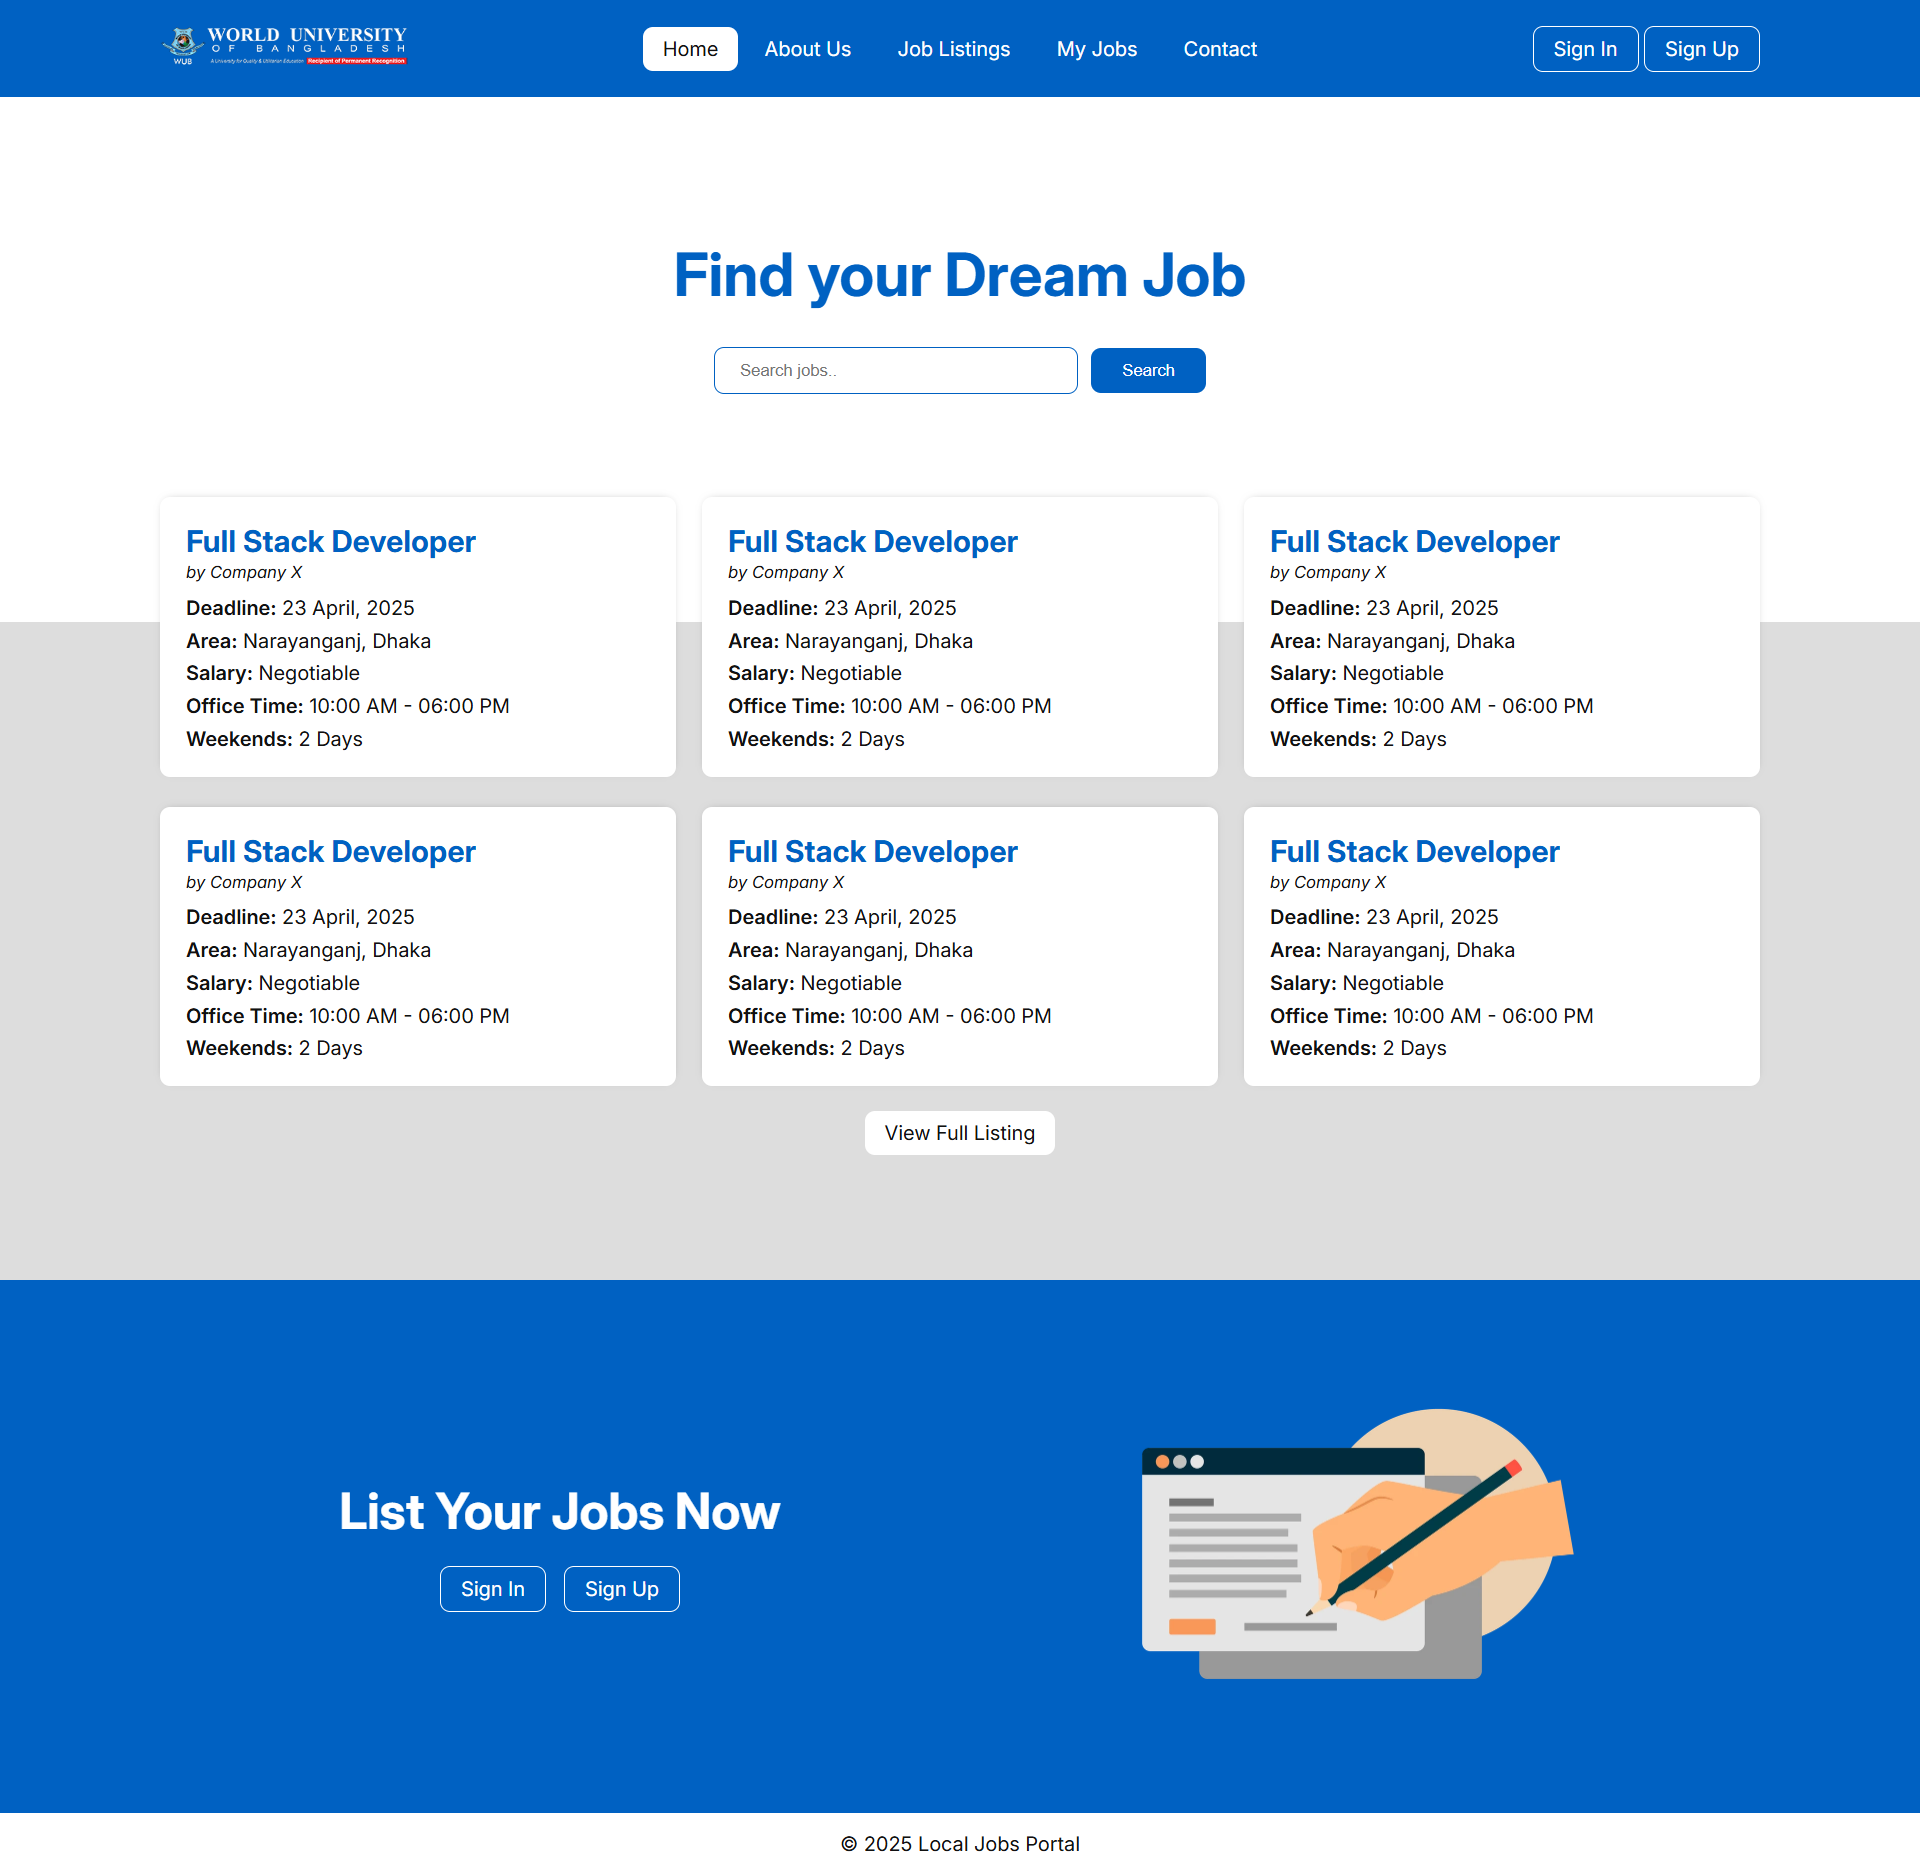 WORLD UNIVERSITY
OF BANGLADESH
WUB
A University for Quality & Utilitarian Education Recipient of Permanent Recognition
Home
About Us
Job Listings
My Jobs
Contact
Sign In
Sign Up
Find your Dream Job
Search jobs..
Search
Full Stack Developer
by Company X
Deadline: 23 April, 2025
Area: Narayanganj, Dhaka
Salary: Negotiable
Office Time: 10:00 AM - 06:00 PM
Weekends: 2 Days
Full Stack Developer
by Company X
Deadline: 23 April, 2025
Area: Narayanganj, Dhaka
Salary: Negotiable
Office Time: 10:00 AM - 06:00 PM
Weekends: 2 Days
Full Stack Developer
by Company X
Deadline: 23 April, 2025
Area: Narayanganj, Dhaka
Salary: Negotiable
Office Time: 10:00 AM - 06:00 PM
Weekends: 2 Days
Full Stack Developer
by Company X
Deadline: 23 April, 2025
Area: Narayanganj, Dhaka
Salary: Negotiable
Office Time: 10:00 AM - 06:00 PM
Weekends: 2 Days
Full Stack Developer
by Company X
Deadline: 23 April, 2025
Area: Narayanganj, Dhaka
Salary: Negotiable
Office Time: 10:00 AM - 06:00 PM
Weekends: 2 Days
Full Stack Developer
by Company X
Deadline: 23 April, 2025
Area: Narayanganj, Dhaka
Salary: Negotiable
Office Time: 10:00 AM - 06:00 PM
Weekends: 2 Days
View Full Listing
List Your Jobs Now
Sign In
Sign Up
© 2025 Local Jobs Portal